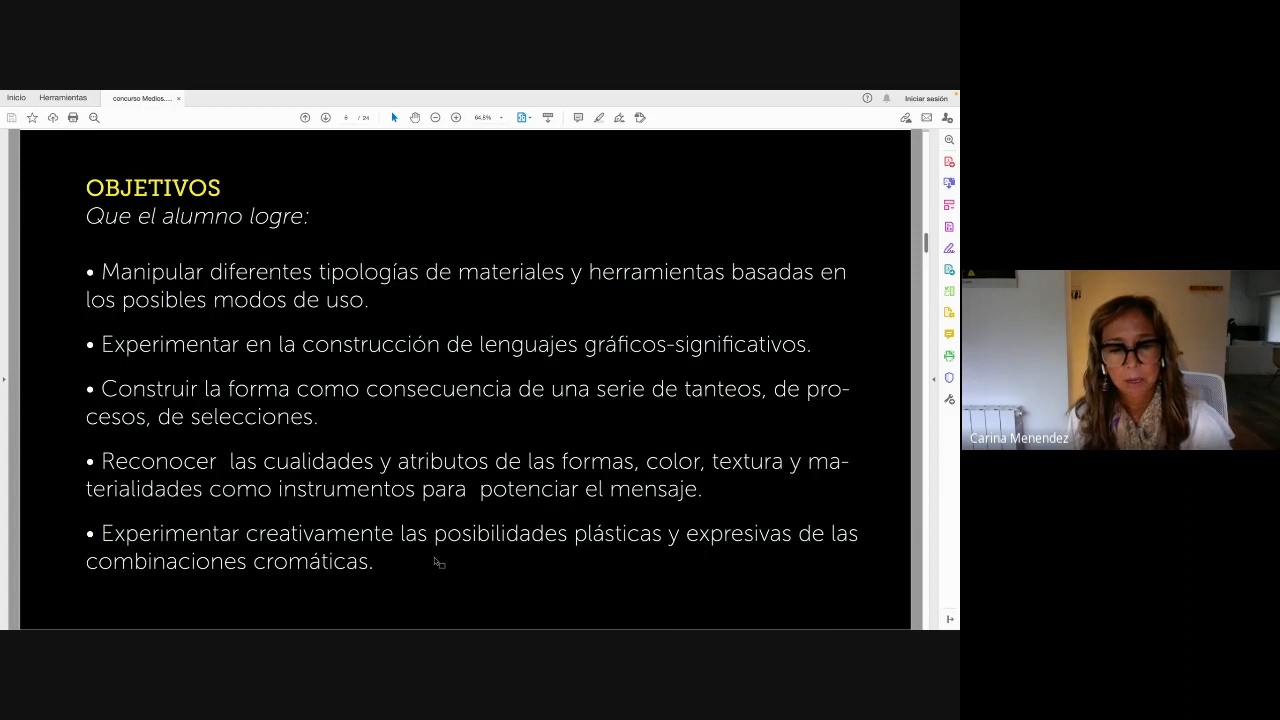 Inicio Herramientas concurso Medios.... × Iniciar sesión
6 / 24 64.8%
OBJETIVOS
Que el alumno logre:
• Manipular diferentes tipologías de materiales y herramientas basadas en
los posibles modos de uso.
• Experimentar en la construcción de lenguajes gráficos-significativos.
• Construir la forma como consecuencia de una serie de tanteos, de pro-
cesos, de selecciones.
• Reconocer  las cualidades y atributos de las formas, color, textura y ma-
terialidades como instrumentos para  potenciar el mensaje.
• Experimentar creativamente las posibilidades plásticas y expresivas de las
combinaciones cromáticas.
Carina Menendez